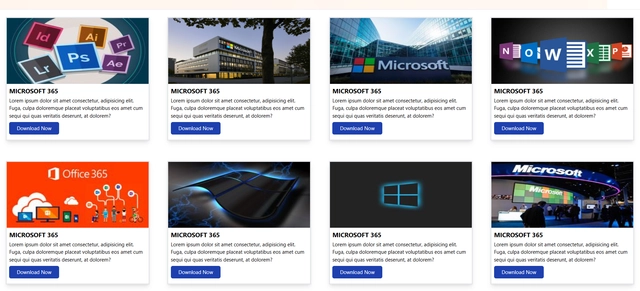 Id
Ai
Pr
Lr
Ps
Ae
Microsoft
N
O
W
X
P
MICROSOFT 365
MICROSOFT 365
MICROSOFT 365
MICROSOFT 365
Lorem ipsum dolor sit amet consectetur, adipisicing elit.
Fuga, culpa doloremque placeat voluptatibus eos amet cum
sequi qui quas veritatis deserunt, at dolorem?
Lorem ipsum dolor sit amet consectetur, adipisicing elit.
Fuga, culpa doloremque placeat voluptatibus eos amet cum
sequi qui quas veritatis deserunt, at dolorem?
Lorem ipsum dolor sit amet consectetur, adipisicing elit.
Fuga, culpa doloremque placeat voluptatibus eos amet cum
sequi qui quas veritatis deserunt, at dolorem?
Lorem ipsum dolor sit amet consectetur, adipisicing elit.
Fuga, culpa doloremque placeat voluptatibus eos amet cum
sequi qui quas veritatis deserunt, at dolorem?
Download Now
Download Now
Download Now
Download Now
Office 365
Microsoft
Microsoft
MICROSOFT 365
MICROSOFT 365
MICROSOFT 365
MICROSOFT 365
Lorem ipsum dolor sit amet consectetur, adipisicing elit.
Fuga, culpa doloremque placeat voluptatibus eos amet cum
sequi qui quas veritatis deserunt, at dolorem?
Lorem ipsum dolor sit amet consectetur, adipisicing elit.
Fuga, culpa doloremque placeat voluptatibus eos amet cum
sequi qui quas veritatis deserunt, at dolorem?
Lorem ipsum dolor sit amet consectetur, adipisicing elit.
Fuga, culpa doloremque placeat voluptatibus eos amet cum
sequi qui quas veritatis deserunt, at dolorem?
Lorem ipsum dolor sit amet consectetur, adipisicing elit.
Fuga, culpa doloremque placeat voluptatibus eos amet cum
sequi qui quas veritatis deserunt, at dolorem?
Download Now
Download Now
Download Now
Download Now